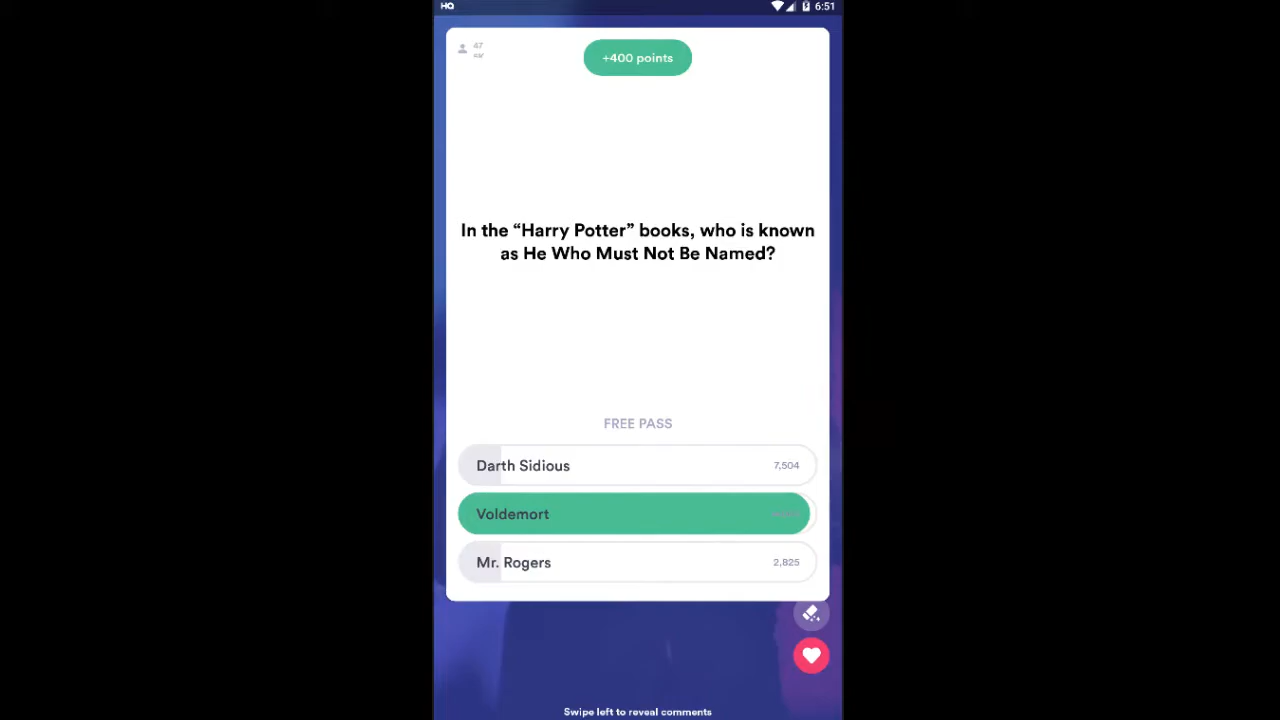 HQ
6:51
+400 points
In the “Harry Potter” books, who is known
as He Who Must Not Be Named?
FREE PASS
Darth Sidious
7,504
Voldemort
Mr. Rogers
2,825
Swipe left to reveal comments